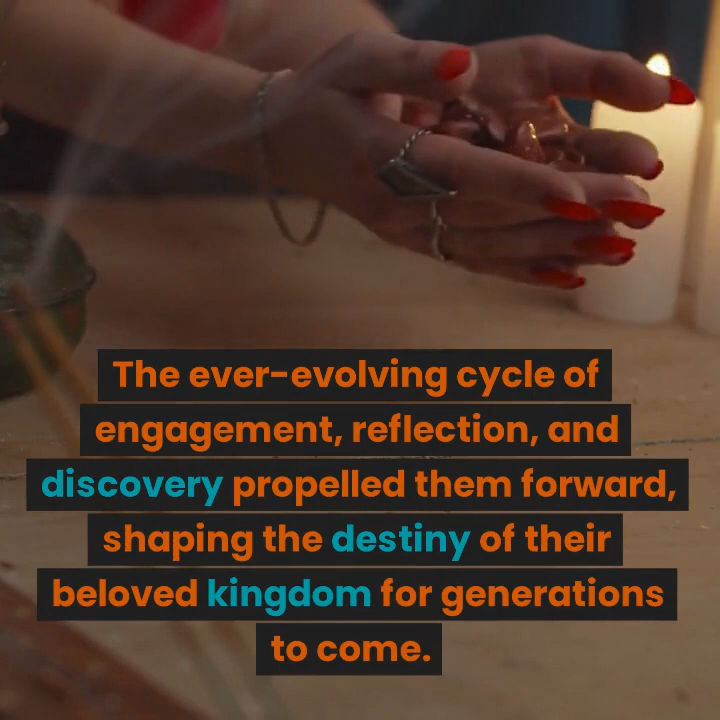 The ever-evolving cycle of
engagement, reflection, and
discovery propelled them forward,
shaping the destiny of their
beloved kingdom for generations
to come.